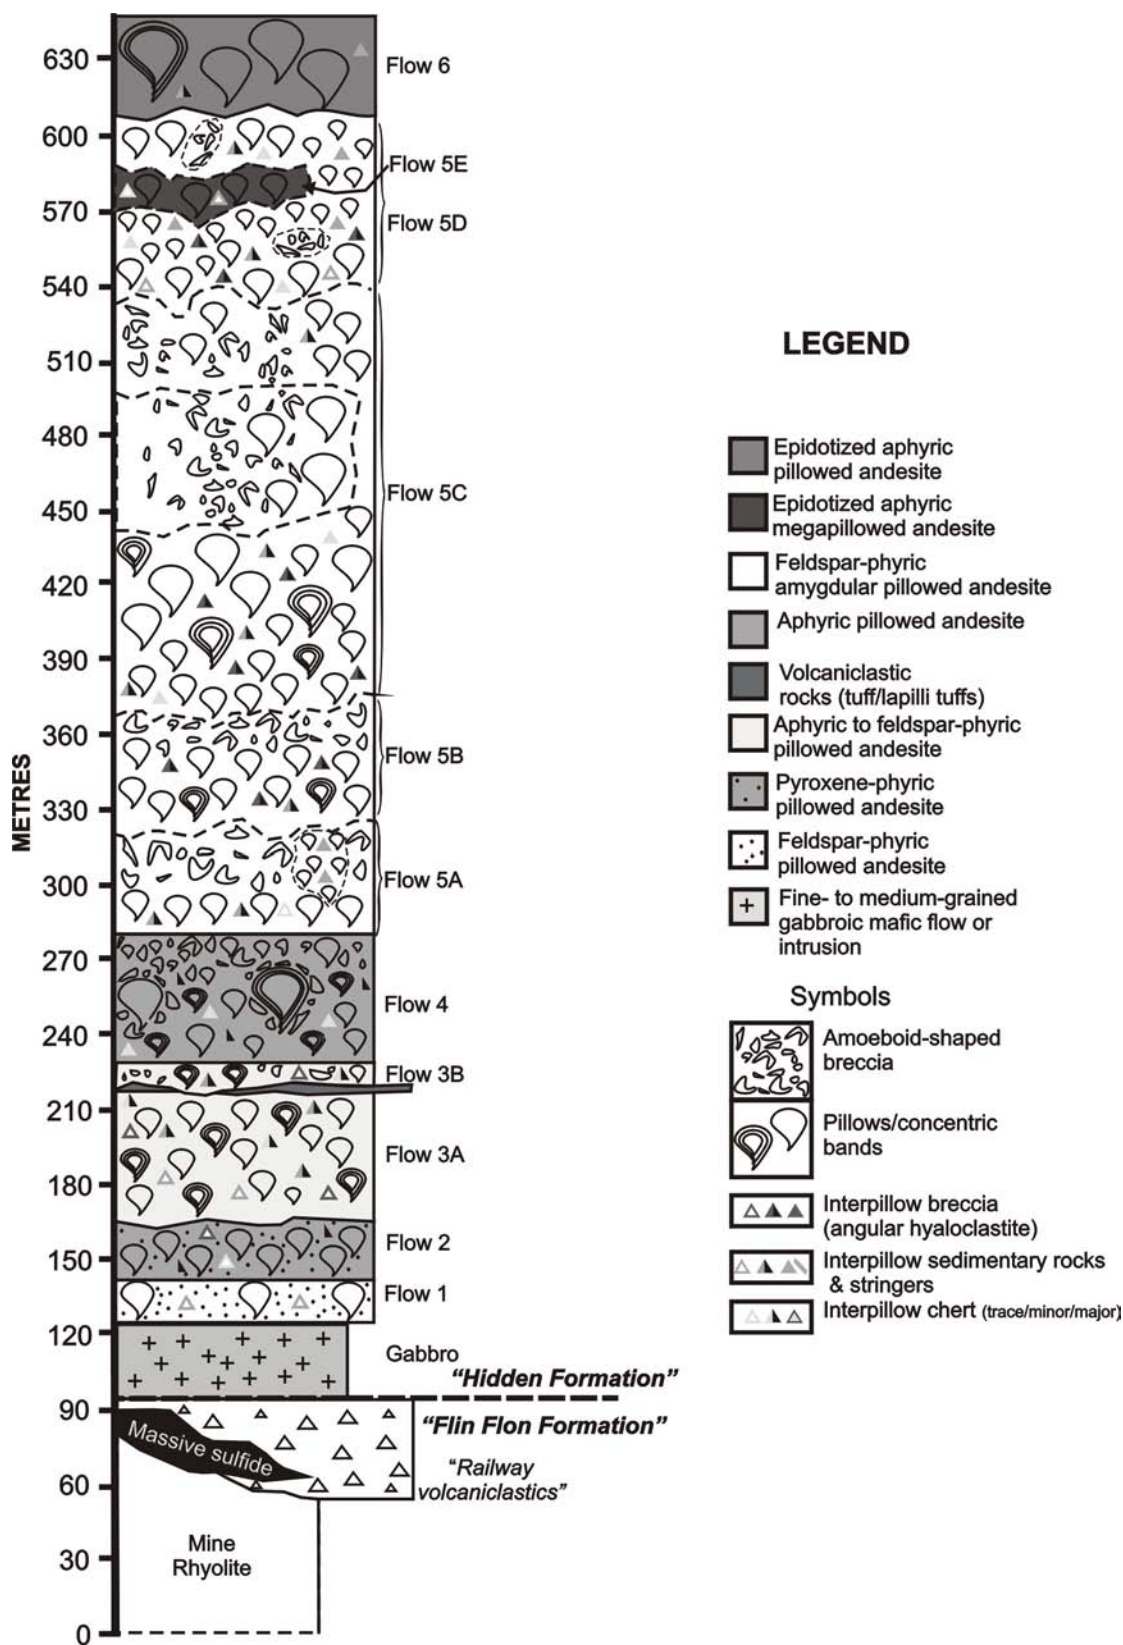 METRES
630
600
570
540
510
480
450
420
390
360
330
300
270
240
210
180
150
120
90
60
30
0
Flow 6
Flow 5E
Flow 5D
Flow 5C
Flow 5B
Flow 5A
Flow 4
Flow 3B
Flow 3A
Flow 2
Flow 1
Gabbro
“Hidden Formation”
“Flin Flon Formation”
Massive sulfide
“Railway
volcaniclastics”
Mine
Rhyolite
LEGEND
Epidotized aphyric
pillowed andesite
Epidotized aphyric
megapillowed andesite
Feldspar-phyric
amygdular pillowed andesite
Aphyric pillowed andesite
Volcaniclastic
rocks (tuff/lapilli tuffs)
Aphyric to feldspar-phyric
pillowed andesite
Pyroxene-phyric
pillowed andesite
Feldspar-phyric
pillowed andesite
Fine- to medium-grained
gabbroic mafic flow or
intrusion
Symbols
Amoeboid-shaped
breccia
Pillows/concentric
bands
Interpillow breccia
(angular hyaloclastite)
Interpillow sedimentary rocks
& stringers
Interpillow chert (trace/minor/major)